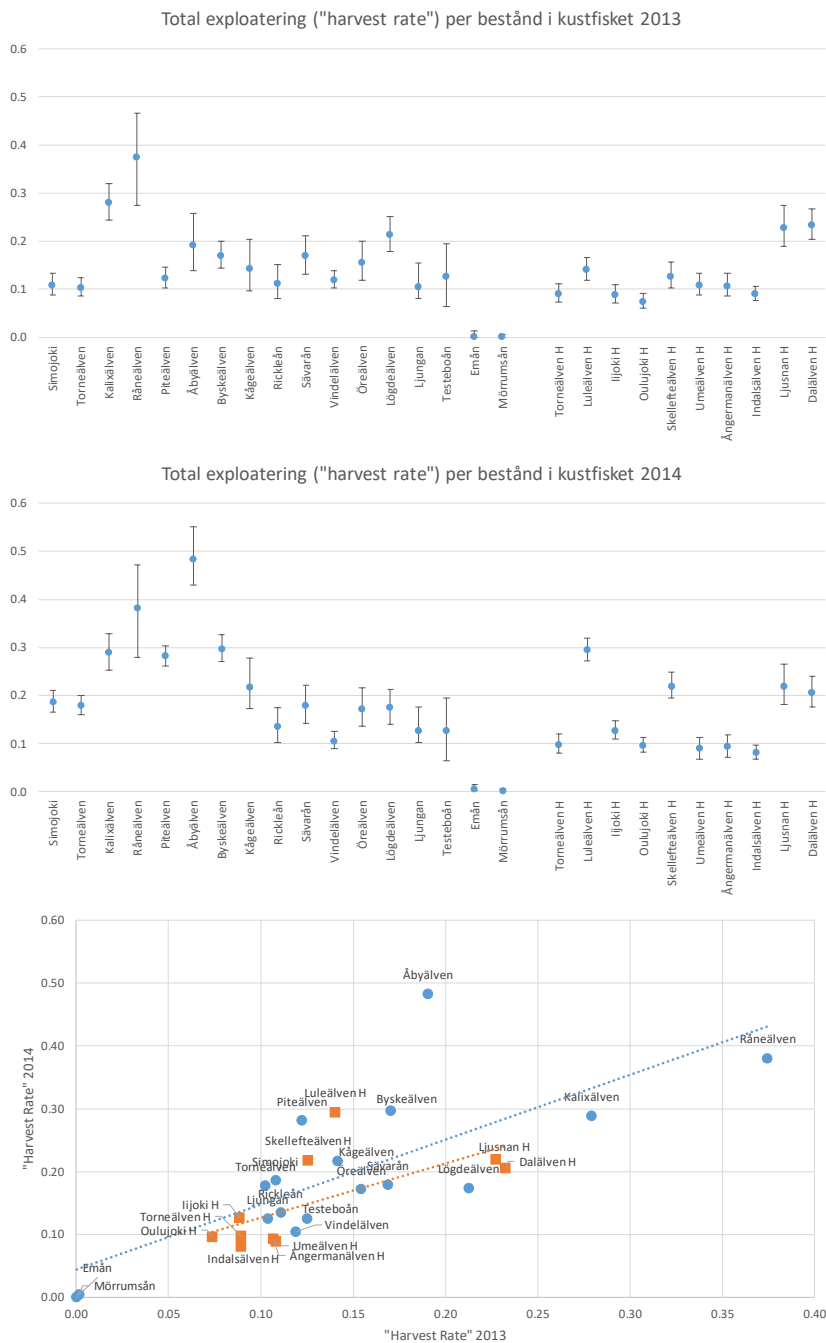 Total exploatering ("harvest rate") per bestånd i kustfisket 2013
0.6
0.5
0.4
0.3
0.2
0.1
0.0
Simojoki
Torneälven
Kalixälven
Råneälven
Piteälven
Åbyälven
Byskeälven
Kågeälven
Rickleån
Sävarån
Vindelälven
Öreälven
Lögdeälven
Ljungan
Testeboån
Emån
Mörrumsån
Torneälven H
Luleälven H
Iijoki H
Oulujoki H
Skellefteälven H
Umeälven H
Ångermanälven H
Indalsälven H
Ljusnan H
Dalälven H
Total exploatering ("harvest rate") per bestånd i kustfisket 2014
0.6
0.5
0.4
0.3
0.2
0.1
0.0
Simojoki
Torneälven
Kalixälven
Råneälven
Piteälven
Åbyälven
Byskeälven
Kågeälven
Rickleån
Sävarån
Vindelälven
Öreälven
Lögdeälven
Ljungan
Testeboån
Emån
Mörrumsån
Torneälven H
Luleälven H
Iijoki H
Oulujoki H
Skellefteälven H
Umeälven H
Ångermanälven H
Indalsälven H
Ljusnan H
Dalälven H
"Harvest Rate" 2014
0.60
0.50
0.40
0.30
0.20
0.10
0.00
Åbyälven
Råneälven
Luleälven H
Piteälven
Byskeälven
Kalixälven
Skellefteälven H
Kågeälven
Ljusnan H
Simojoki
Torneälven
Sävarån
Öreälven
Lögdeälven
Dalälven H
Rickleån
Iijoki H
Ljungan
Testeboån
Torneälven H
Vindelälven
Oulujoki H
Umeälven H
Indalsälven H
Ångermanälven H
Emån
Mörrumsån
0.00
0.05
0.10
0.15
0.20
0.25
0.30
0.35
0.40
"Harvest Rate" 2013